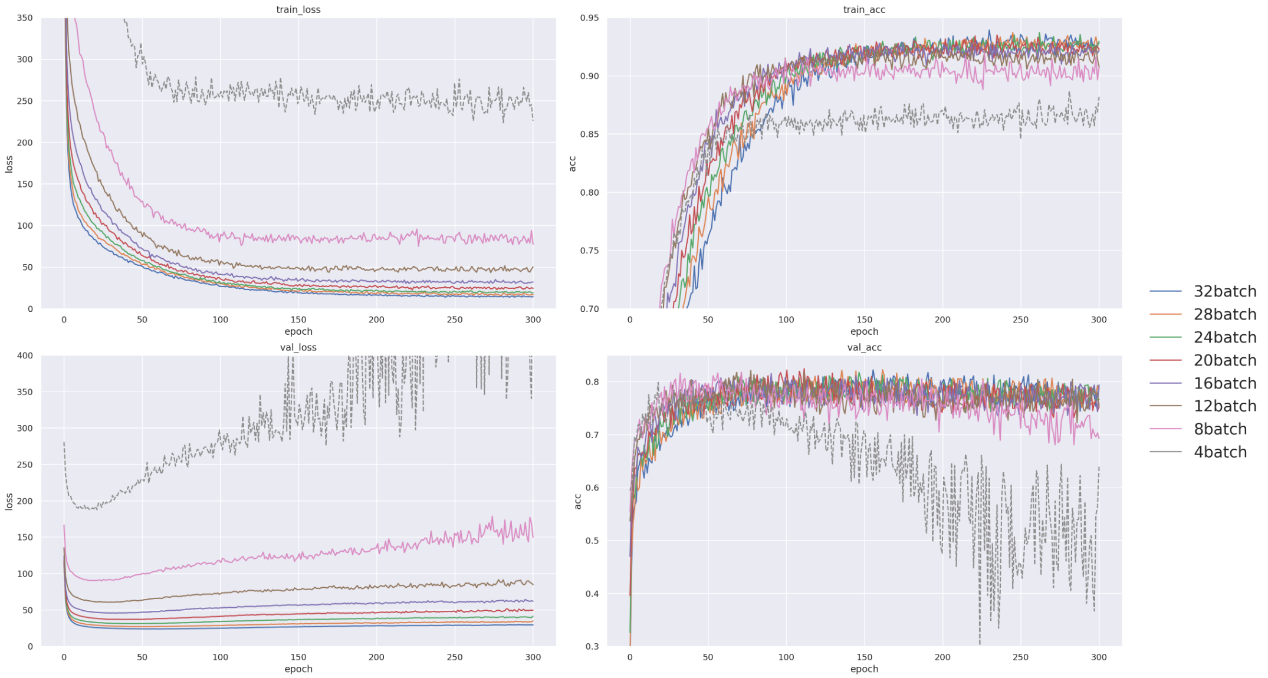 train_loss
350
300
250
200
150
100
50
0
loss
0 50 100 150 200 250 300
epoch
train_acc
0.95
0.90
0.85
0.80
0.75
0.70
acc
0 50 100 150 200 250 300
epoch
val_loss
400
350
300
250
200
150
100
50
0
loss
0 50 100 150 200 250 300
epoch
val_acc
0.8
0.7
0.6
0.5
0.4
0.3
acc
0 50 100 150 200 250 300
epoch
32batch
28batch
24batch
20batch
16batch
12batch
8batch
4batch